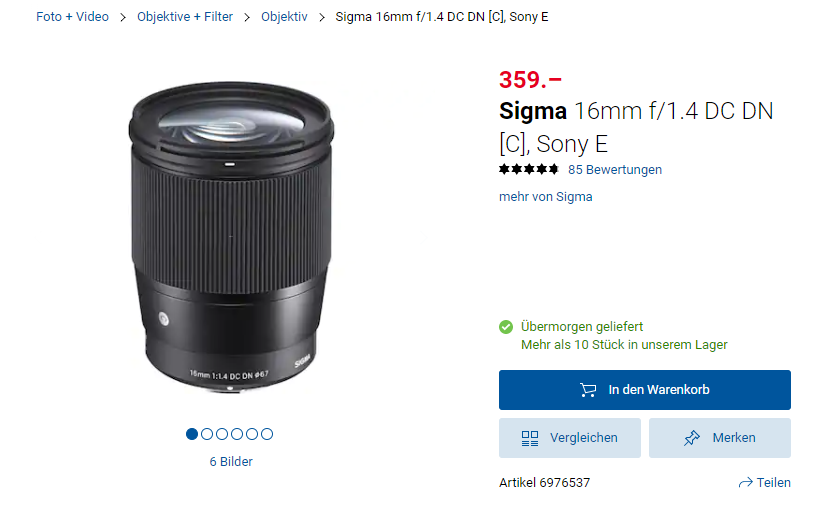 Foto + Video > Objektive + Filter > Objektiv > Sigma 16mm f/1.4 DC DN [C], Sony E
359.–
Sigma 16mm f/1.4 DC DN
[C], Sony E
85 Bewertungen
mehr von Sigma
SIGMA
16mm 1:1.4 DC DN ø67
Übermorgen geliefert
Mehr als 10 Stück in unserem Lager
In den Warenkorb
Vergleichen
Merken
6 Bilder
Artikel 6976537
Teilen